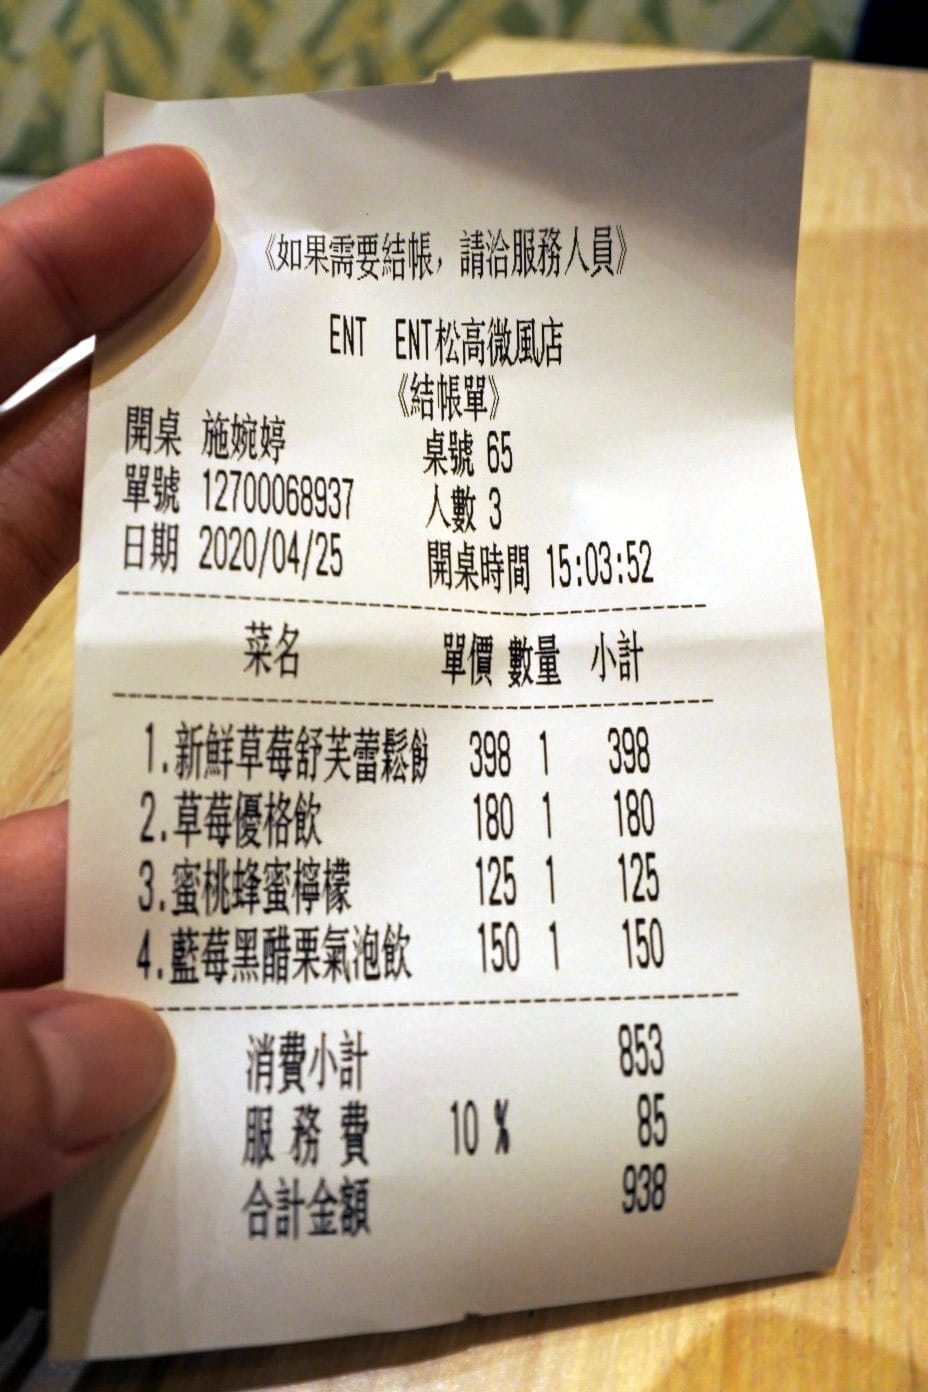 《如果需要結帳，請洽服務人員》
ENT ENT松高微風店
《結帳單》
開桌 施婉婷 桌號 65
單號 12700068937 人數 3
日期 2020/04/25 開桌時間 15:03:52
菜名 單價 數量 小計
1.新鮮草莓舒芙蕾鬆餅 398 1 398
2.草莓優格飲 180 1 180
3.蜜桃蜂蜜檸檬 125 1 125
4.藍莓黑醋栗氣泡飲 150 1 150
消費小計 853
服務費 10 % 85
合計金額 938